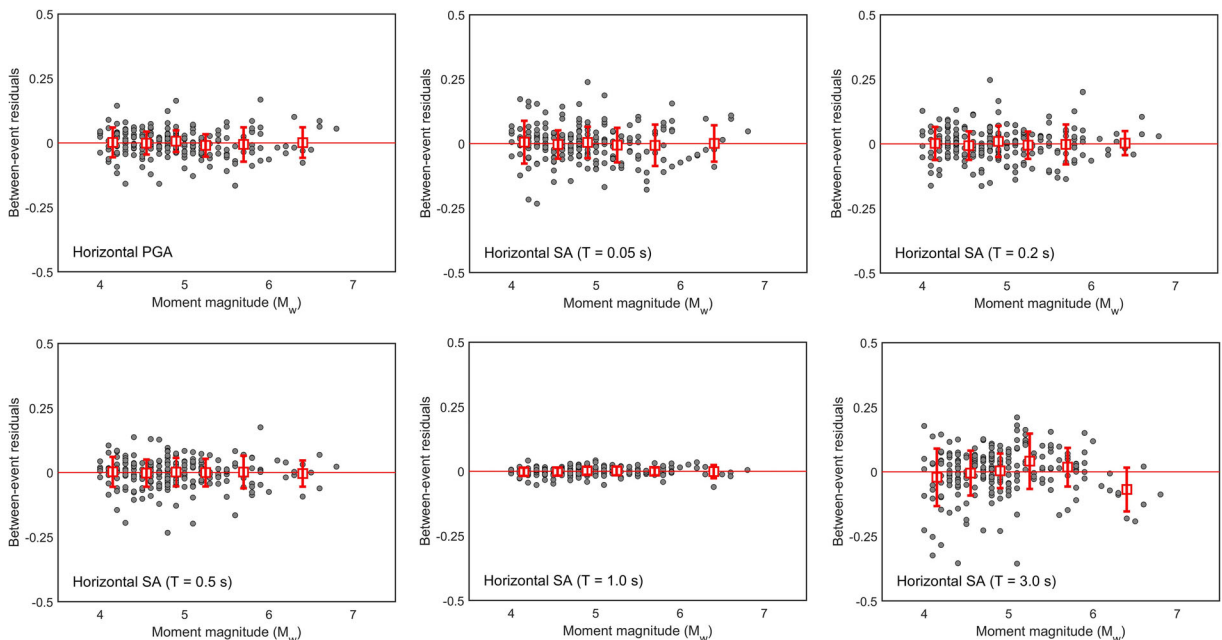 0.5
0.25
0
-0.25
-0.5
Between-event residuals
Horizontal PGA
4 5 6 7
Moment magnitude (Mw)
0.5
0.25
0
-0.25
-0.5
Between-event residuals
Horizontal SA (T = 0.05 s)
4 5 6 7
Moment magnitude (Mw)
0.5
0.25
0
-0.25
-0.5
Between-event residuals
Horizontal SA (T = 0.2 s)
4 5 6 7
Moment magnitude (Mw)
0.5
0.25
0
-0.25
-0.5
Between-event residuals
Horizontal SA (T = 0.5 s)
4 5 6 7
Moment magnitude (Mw)
0.5
0.25
0
-0.25
-0.5
Between-event residuals
Horizontal SA (T = 1.0 s)
4 5 6 7
Moment magnitude (Mw)
0.5
0.25
0
-0.25
-0.5
Between-event residuals
Horizontal SA (T = 3.0 s)
4 5 6 7
Moment magnitude (Mw)